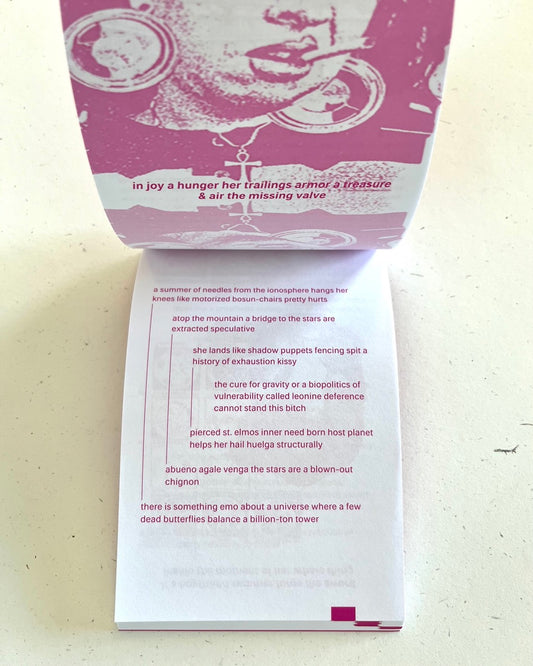 in joy a hunger her trailings armor a treasure
& air the missing valve
a summer of needles from the ionosphere hangs her
knees like motorized bosun-chairs pretty hurts
atop the mountain a bridge to the stars are
extracted speculative
she lands like shadow puppets fencing spit a
history of exhaustion kissy
the cure for gravity or a biopolitics of
vulnerability called leonine deference
cannot stand this bitch
pierced st. elmos inner need born host planet
helps her hail huelga structurally
abueno agale venga the stars are a blown-out
chignon
there is something emo about a universe where a few
dead butterflies balance a billion-ton tower